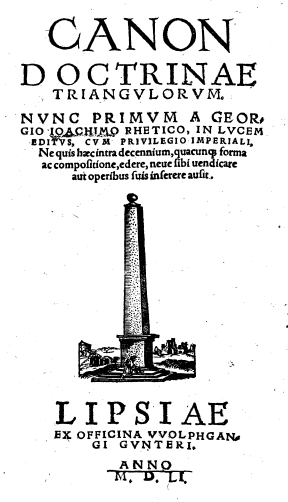 CANON
DOCTRINAE
TRIANGVLORVM.
NVNC PRIMVM A GEOR-
GIO IOACHIMO RHETICO, IN LVCEM
EDITVS, CVM PRIVILEGIO IMPERIALI,
Ne quis hæc intra decennium, quacunq; forma
ac compositione, edere, neue sibi uendicare
aut operibus suis inserere ausit.
LIPSIAE
EX OFFICINA VVOLPHGAN-
GI GVNTERI.
ANNO
M. D. LI.